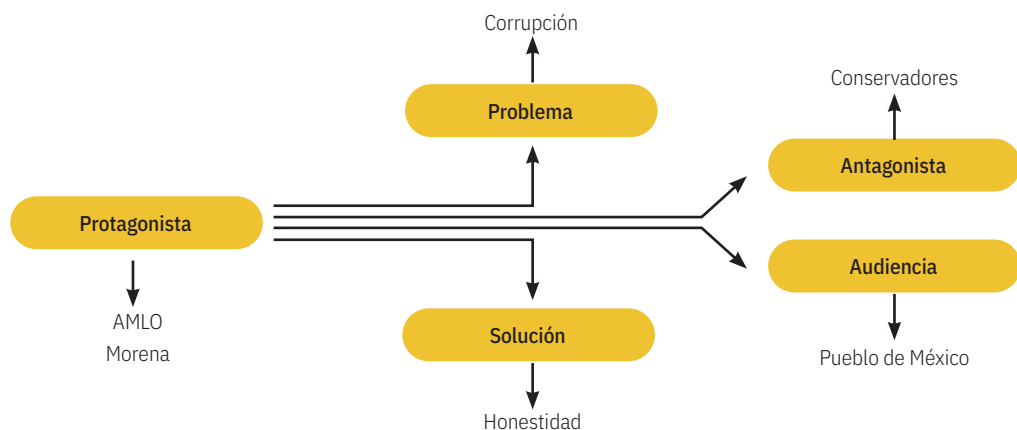 Corrupción
Problema
Conservadores
Antagonista
Protagonista
Audiencia
AMLO
Morena
Solución
Pueblo de México
Honestidad